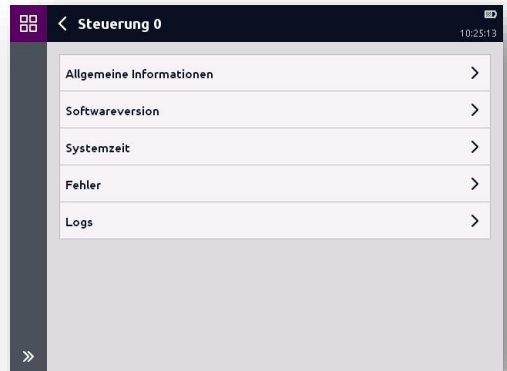 Steuerung 0
10:25:13
Allgemeine Informationen
Softwareversion
Systemzeit
Fehler
Logs